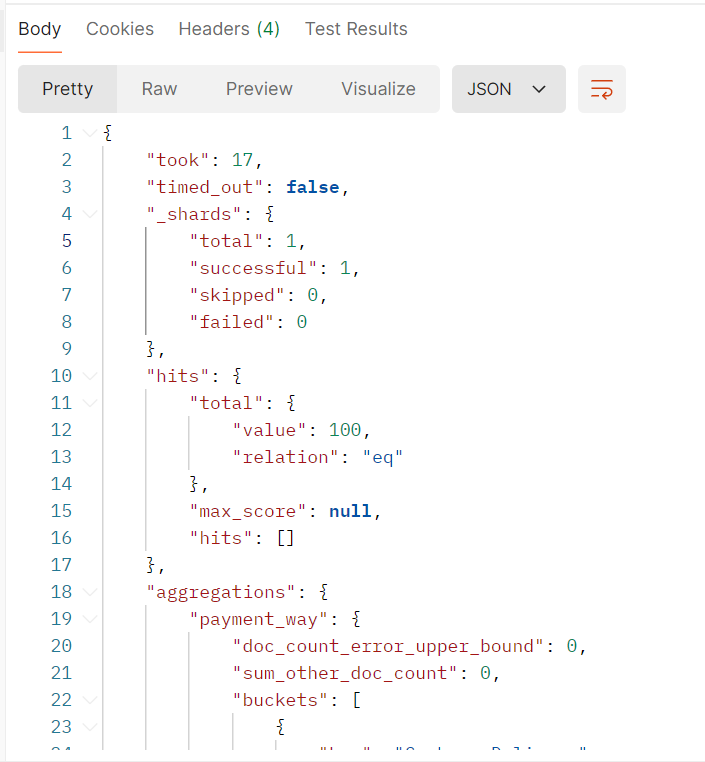 Body Cookies Headers (4) Test Results
Pretty Raw Preview Visualize JSON
1 {
2 "took": 17,
3 "timed_out": false,
4 "_shards": {
5 "total": 1,
6 "successful": 1,
7 "skipped": 0,
8 "failed": 0
9 },
10 "hits": {
11 "total": {
12 "value": 100,
13 "relation": "eq"
14 },
15 "max_score": null,
16 "hits": []
17 },
18 "aggregations": {
19 "payment_way": {
20 "doc_count_error_upper_bound": 0,
21 "sum_other_doc_count": 0,
22 "buckets": [
23 {